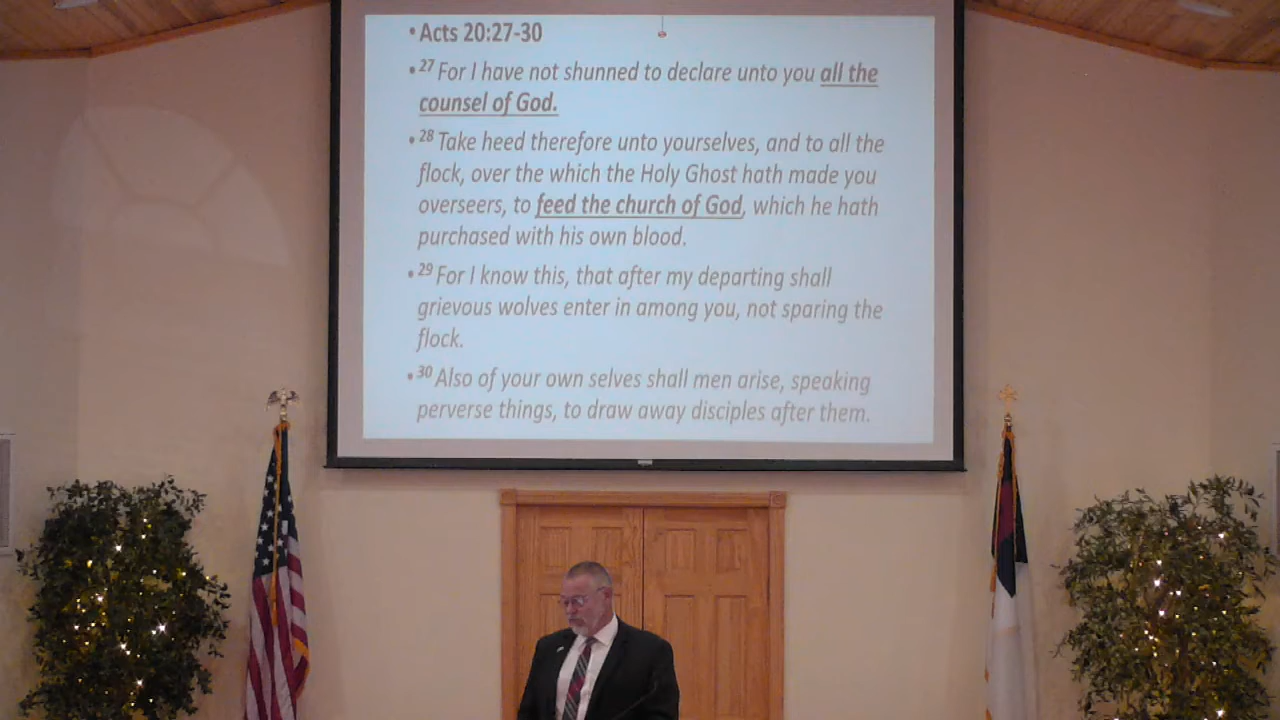 • Acts 20:27-30
• 27 For I have not shunned to declare unto you all the
counsel of God.
• 28 Take heed therefore unto yourselves, and to all the
flock, over the which the Holy Ghost hath made you
overseers, to feed the church of God, which he hath
purchased with his own blood.
• 29 For I know this, that after my departing shall
grievous wolves enter in among you, not sparing the
flock.
• 30 Also of your own selves shall men arise, speaking
perverse things, to draw away disciples after them.